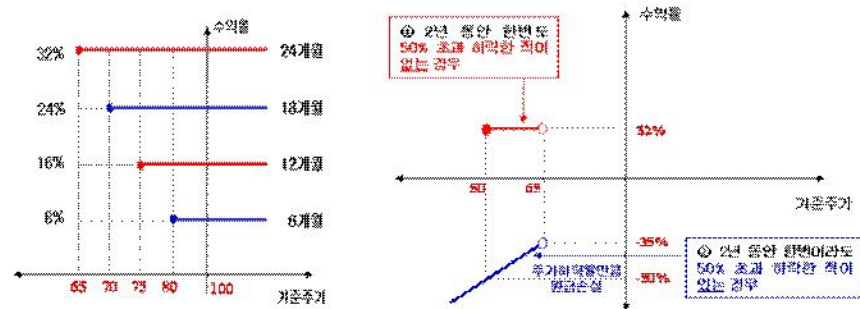 수익률
32%
24개월
24%
18개월
16%
12개월
8%
6개월
65 70 75 80 100
기준주가
수익률
① 2년 동안 한번도
50% 초과 하락한 적이
없는 경우
32%
50 65
기준주가
-35%
-50%
주가하락률만큼
원금손실
② 2년 동안 한번이라도
50% 초과 하락한 적이
있는 경우